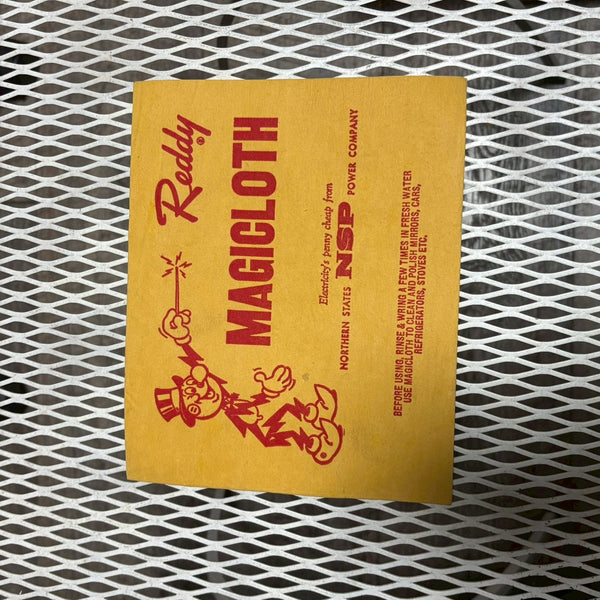 Reddy®
MAGICLOTH
Electricity's penny cheap from
NORTHERN STATES NSP POWER COMPANY
BEFORE USING, RINSE & WRING A FEW TIMES IN FRESH WATER
USE MAGICLOTH TO CLEAN AND POLISH MIRRORS, CARS,
REFRIGERATORS, STOVES ETC,